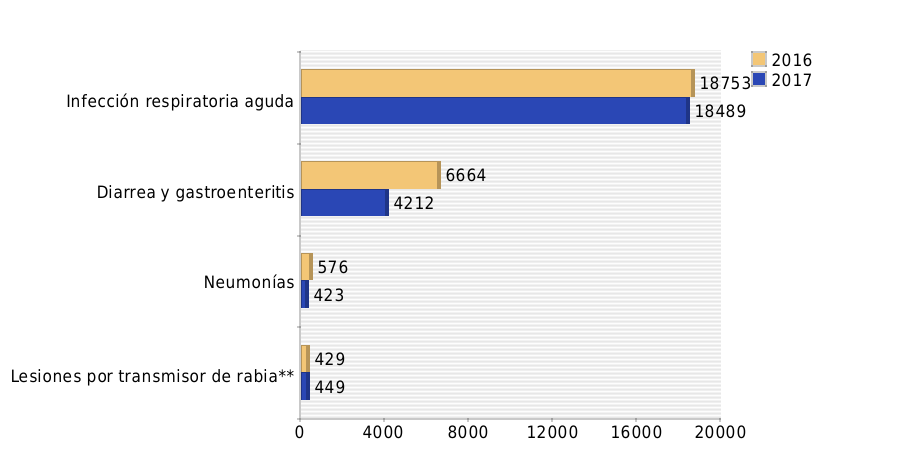 2016
2017
Infección respiratoria aguda
18753
18489
Diarrea y gastroenteritis
6664
4212
Neumonías
576
423
Lesiones por transmisor de rabia**
429
449
0 4000 8000 12000 16000 20000